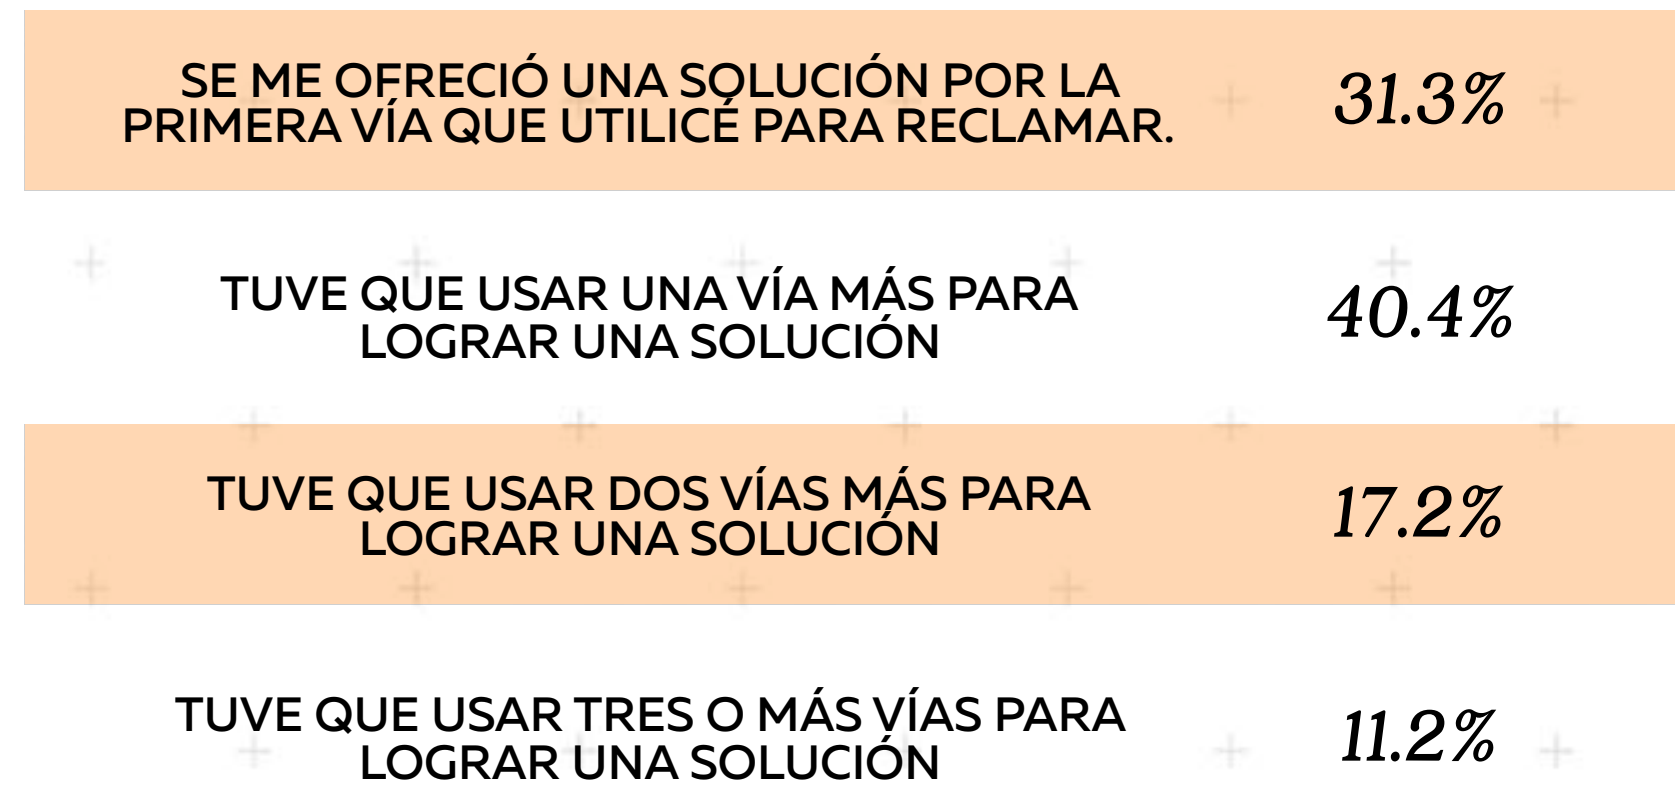 SE ME OFRECIÓ UNA SOLUCIÓN POR LA
PRIMERA VÍA QUE UTILICÉ PARA RECLAMAR.
31.3%
TUVE QUE USAR UNA VÍA MÁS PARA
LOGRAR UNA SOLUCIÓN
40.4%
TUVE QUE USAR DOS VÍAS MÁS PARA
LOGRAR UNA SOLUCIÓN
17.2%
TUVE QUE USAR TRES O MÁS VÍAS PARA
LOGRAR UNA SOLUCIÓN
11.2%